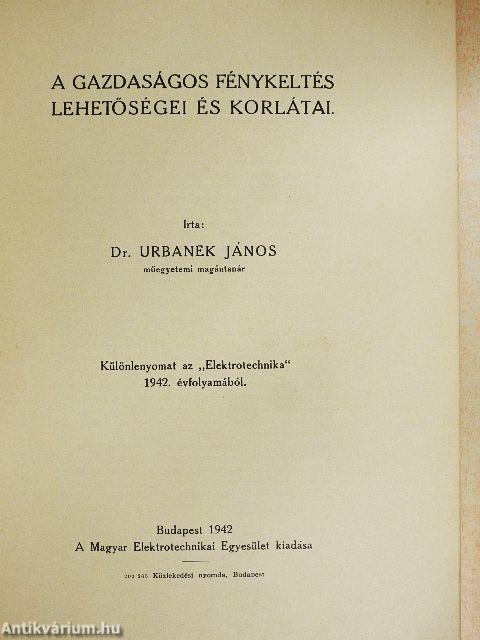 A GAZDASÁGOS FÉNYKELTÉS
LEHETŐSÉGEI ÉS KORLÁTAI.
Irta:
Dr. URBANEK JÁNOS
műegyetemi magántanár
Különlenyomat az „Elektrotechnika“
1942. évfolyamából.
Budapest 1942
A Magyar Elektrotechnikai Egyesület kiadása
Közlekedési nyomda, Budapest
Antikvárium.hu